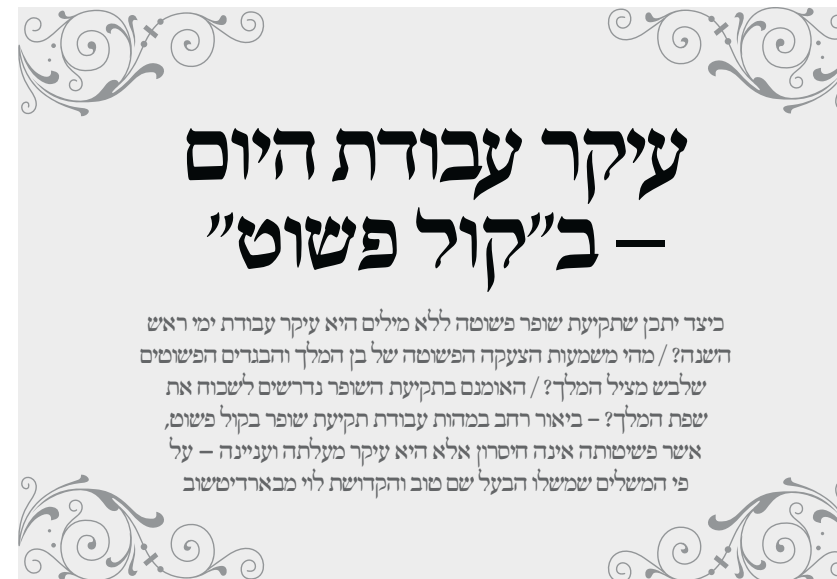 עיקר עבודת היום
– ב"קול פשוט"
כיצד יתכן שתקיעת שופר פשוטה ללא מילים היא עיקר עבודת ימי ראש
השנה? / מהי משמעות הצעקה הפשוטה של בן המלך והבגדים הפשוטים
שלבש מציל המלך? / האומנם בתקיעת השופר נדרשים לשכוח את
שפת המלך? – ביאור רחב במהות עבודת תקיעת שופר בקול פשוט,
אשר פשיטותה אינה חיסרון אלא היא עיקר מעלתה ועניינה – על
פי המשלים שמשלו הבעל שם טוב והקדושת לוי מבארדיטשוב